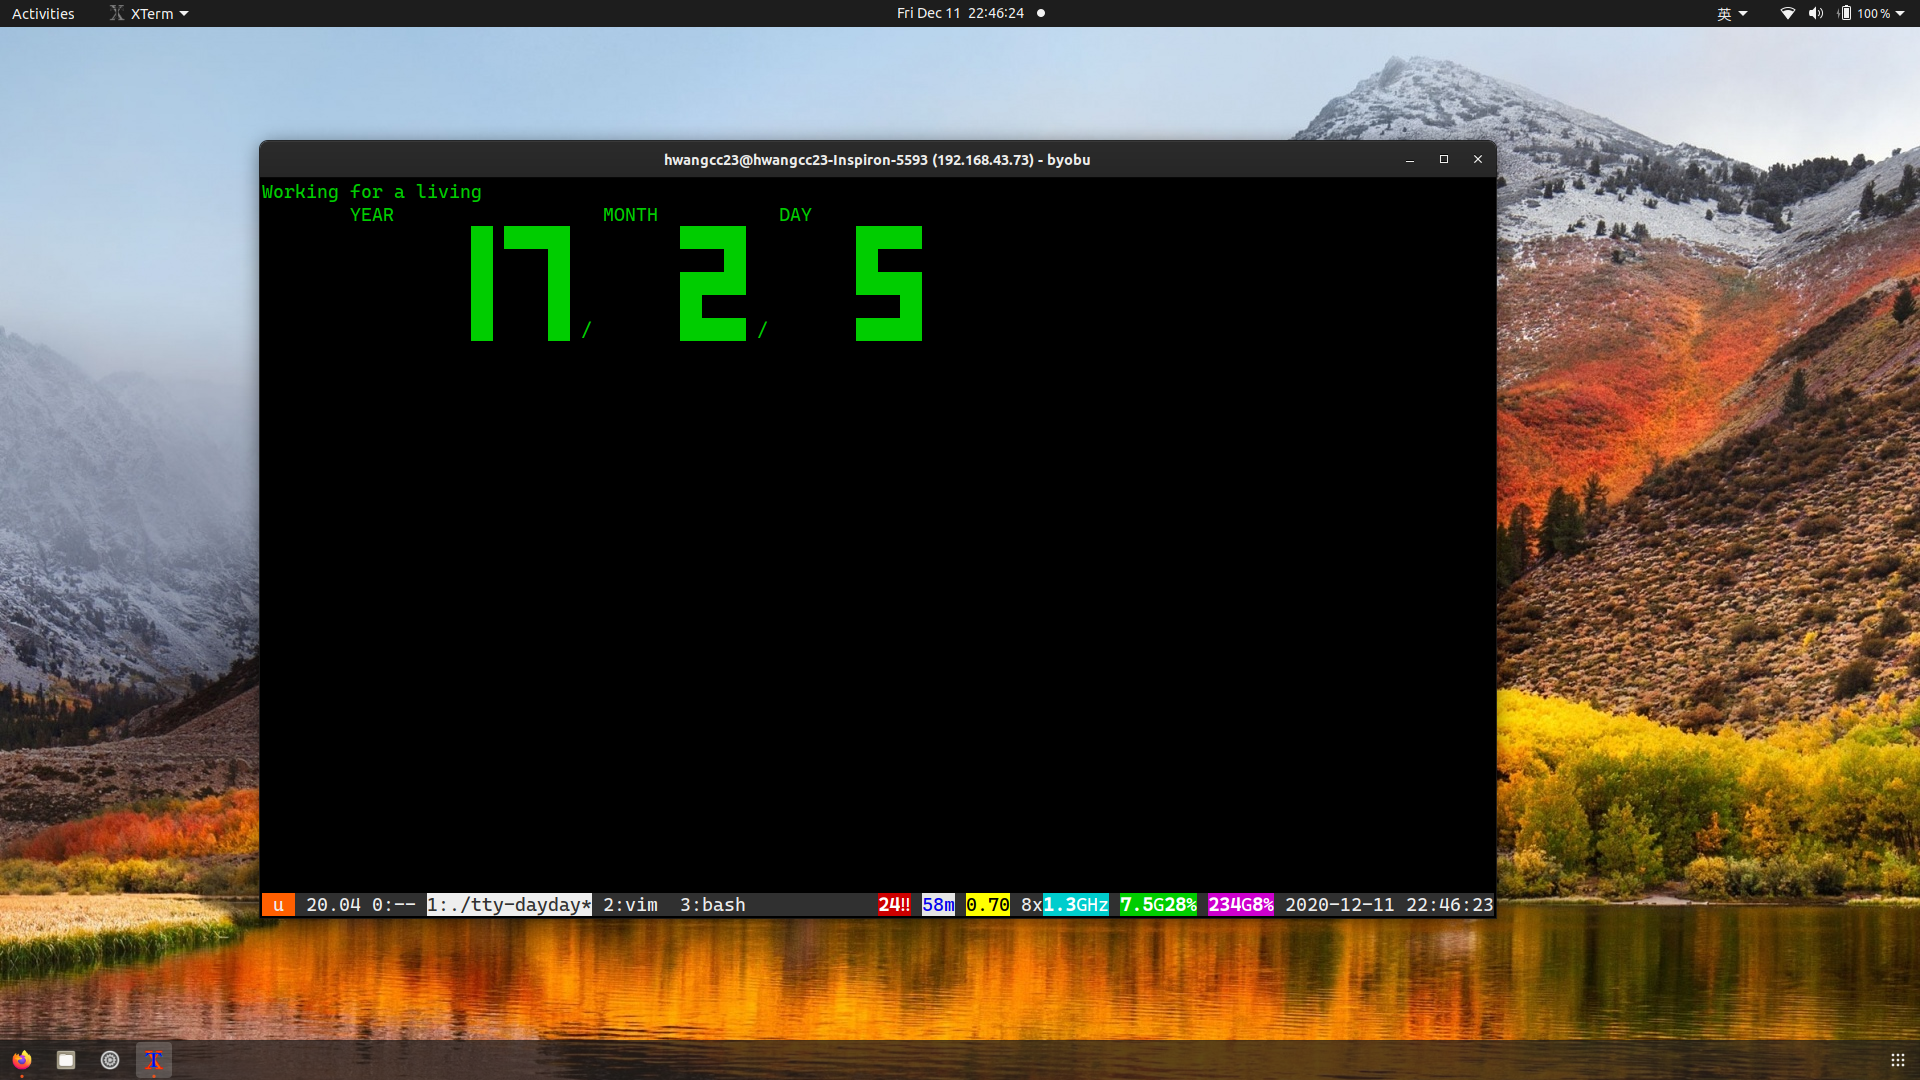 Activities XTerm Fri Dec 11 22:46:24 英 100 %
hwangcc23@hwangcc23-Inspiron-5593 (192.168.43.73) - byobu
Working for a living
YEAR MONTH DAY
17 / 2 / 5
u 20.04 0:-- 1:./tty-dayday* 2:vim 3:bash 24!! 58m 0.70 8x1.3GHz 7.5G28% 234G8% 2020-12-11 22:46:23